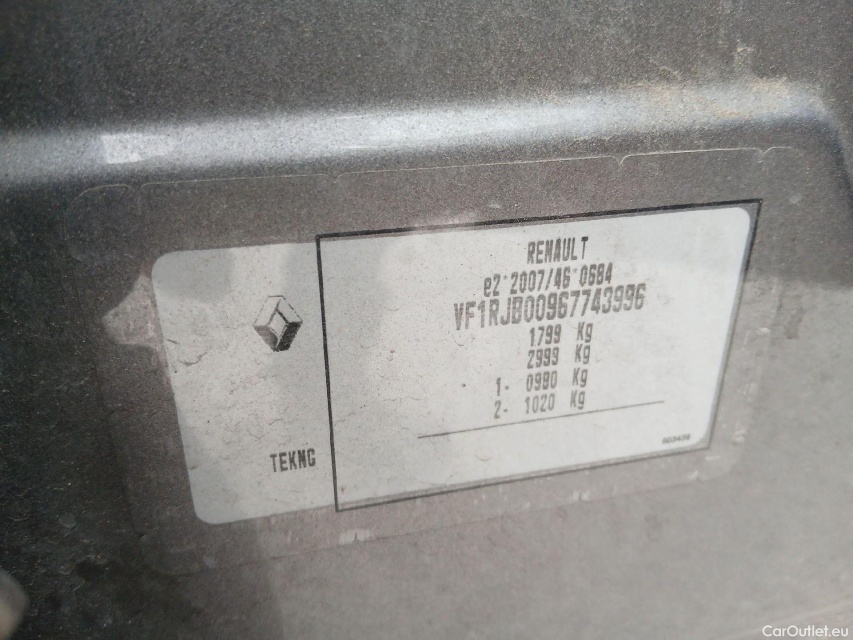 RENAULT
e2*2007/46*0684
VF1RJB00967743996
1799 Kg
2999 Kg
1- 0980 Kg
2- 1020 Kg
TEKNG
CarOutlet.eu